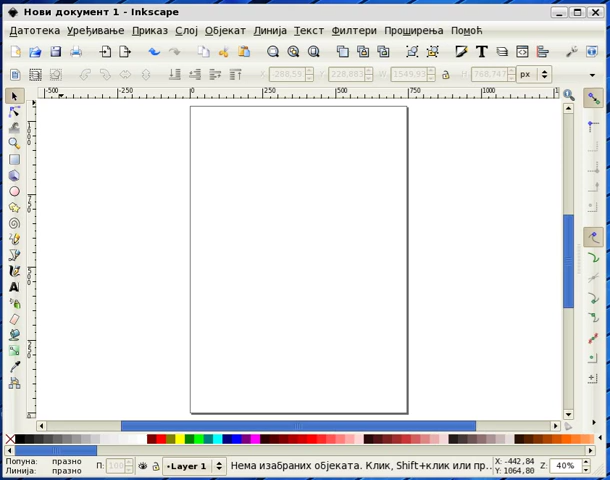 Нови документ 1 - Inkscape
Датотека Уређивање Приказ Слој Објекат Линија Текст Филтери Проширења Помоћ
X: -280,59 Y: 228,883 W: 1549,93 H: 768,747 px
-500 -250 0 250 500 750 1000
Попуна: празно
Линија: празно
П: 100
•Layer 1
Нема изабраних објеката. Клик, Shift+клик или пр...
X: -442,84
Y: 1064.80
Z: 40%